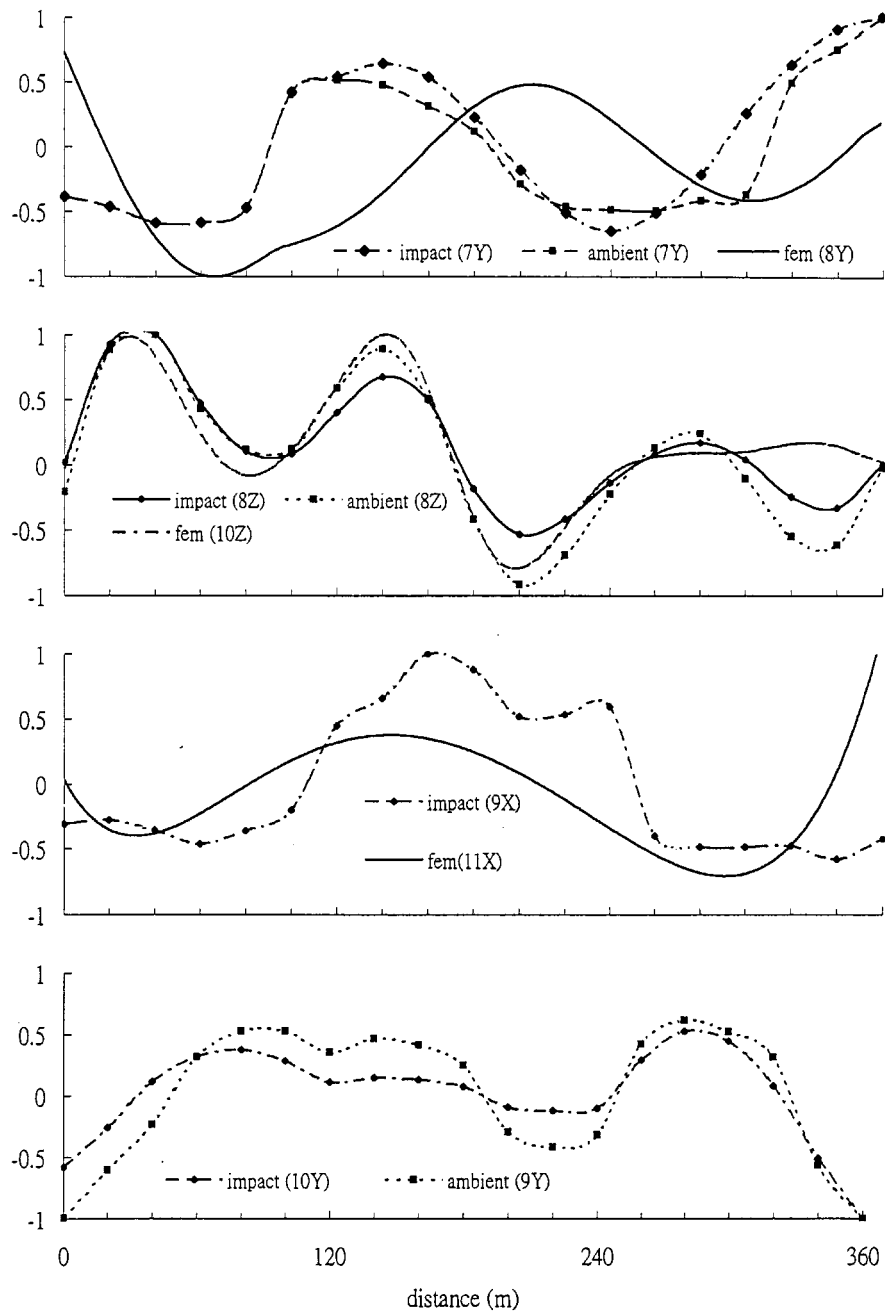 1
0.5
0
-0.5
-1
impact (7Y) ambient (7Y) fem (8Y)
1
0.5
0
-0.5
-1
impact (8Z) ambient (8Z)
fem (10Z)
1
0.5
0
-0.5
-1
impact (9X)
fem(11X)
1
0.5
0
-0.5
-1
impact (10Y) ambient (9Y)
0 120 240 360
distance (m)